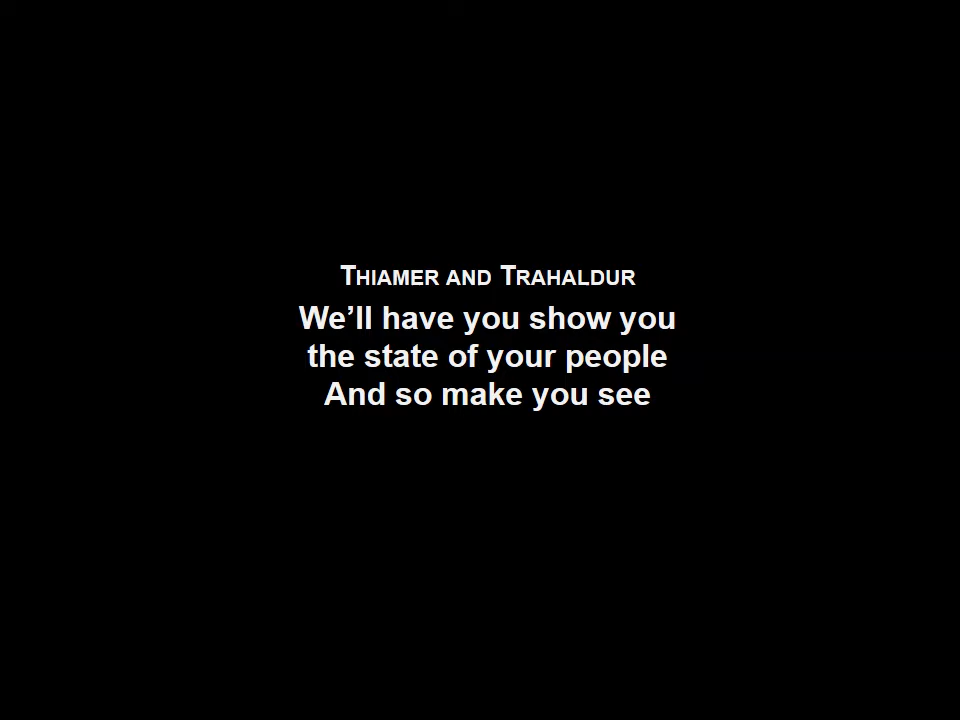 Thiamer and Trahaldur
We’ll have you show you
the state of your people
And so make you see